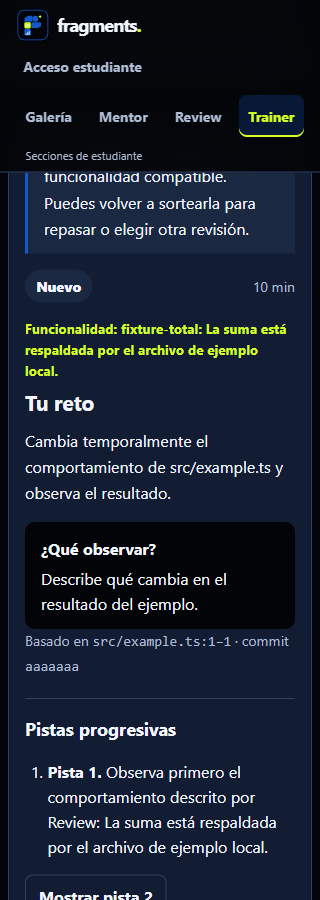 fragments.
Acceso estudiante
Galería Mentor Review Trainer
Secciones de estudiante
funcionalidad compatible.
Puedes volver a sortearla para
repasar o elegir otra revisión.
Nuevo 10 min
Funcionalidad: fixture-total: La suma está
respaldada por el archivo de ejemplo
local.
Tu reto
Cambia temporalmente el
comportamiento de src/example.ts y
observa el resultado.
¿Qué observar?
Describe qué cambia en el
resultado del ejemplo.
Basado en src/example.ts:1–1 · commit
aaaaaaa
Pistas progresivas
1. Pista 1. Observa primero el
comportamiento descrito por
Review: La suma está respaldada
por el archivo de ejemplo local.
Mostrar pista 2